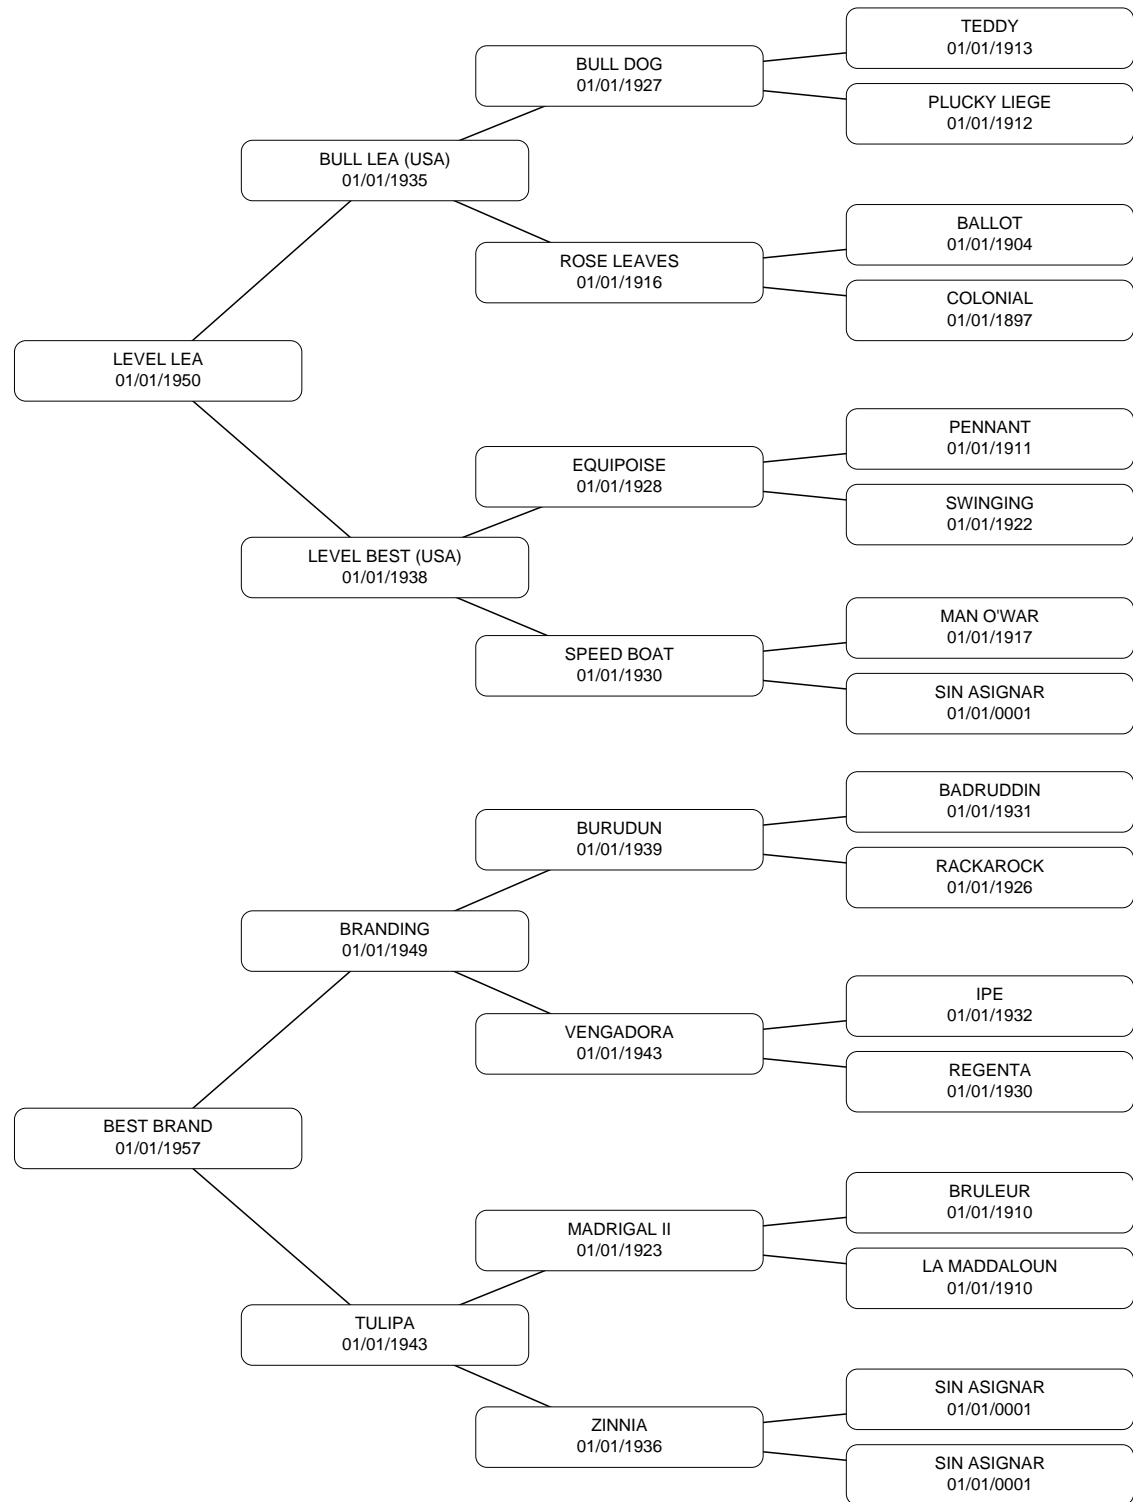 TEDDY
01/01/1913
BULL DOG
01/01/1927
PLUCKY LIEGE
01/01/1912
BULL LEA (USA)
01/01/1935
BALLOT
01/01/1904
ROSE LEAVES
01/01/1916
COLONIAL
01/01/1897
LEVEL LEA
01/01/1950
PENNANT
01/01/1911
EQUIPOISE
01/01/1928
SWINGING
01/01/1922
LEVEL BEST (USA)
01/01/1938
MAN O'WAR
01/01/1917
SPEED BOAT
01/01/1930
SIN ASIGNAR
01/01/0001
BADRUDDIN
01/01/1931
BURUDUN
01/01/1939
RACKAROCK
01/01/1926
BRANDING
01/01/1949
IPE
01/01/1932
VENGADORA
01/01/1943
REGENTA
01/01/1930
BEST BRAND
01/01/1957
BRULEUR
01/01/1910
MADRIGAL II
01/01/1923
LA MADDALOUN
01/01/1910
TULIPA
01/01/1943
SIN ASIGNAR
01/01/0001
ZINNIA
01/01/1936
SIN ASIGNAR
01/01/0001